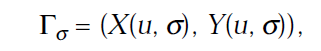 Γσ = (X(u, σ), Y(u, σ)),